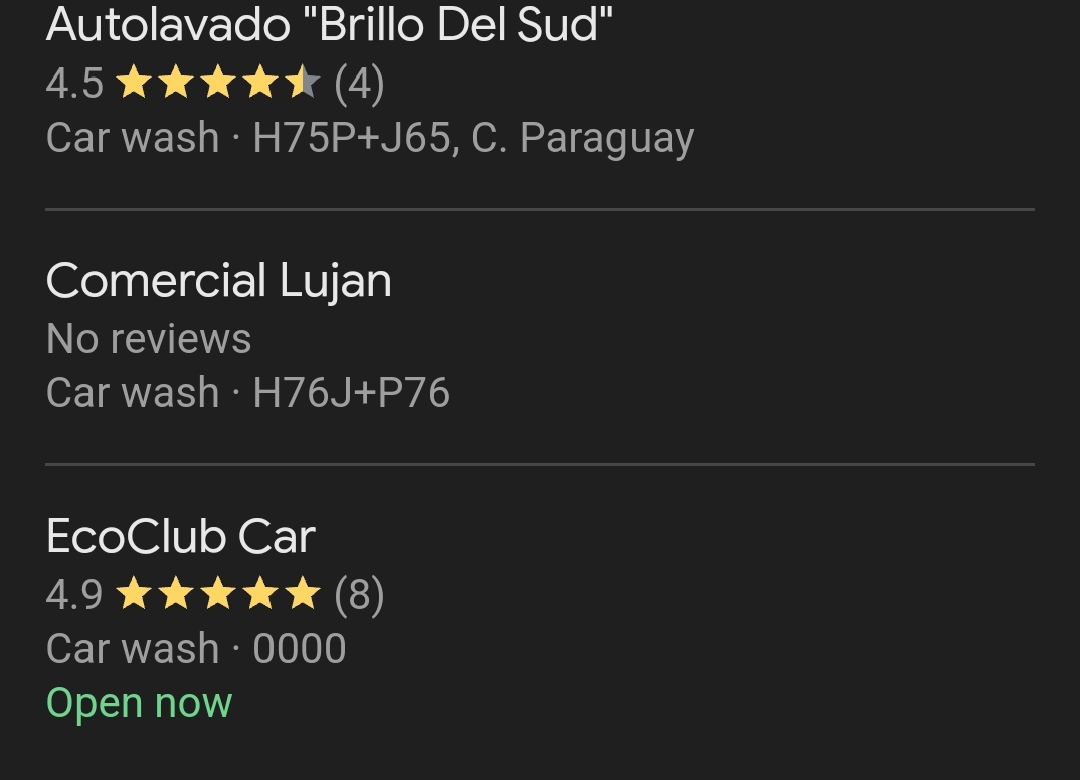 Autolavado "Brillo Del Sud"
4.5 (4)
Car wash · H75P+J65, C. Paraguay
Comercial Lujan
No reviews
Car wash · H76J+P76
EcoClub Car
4.9 (8)
Car wash · 0000
Open now